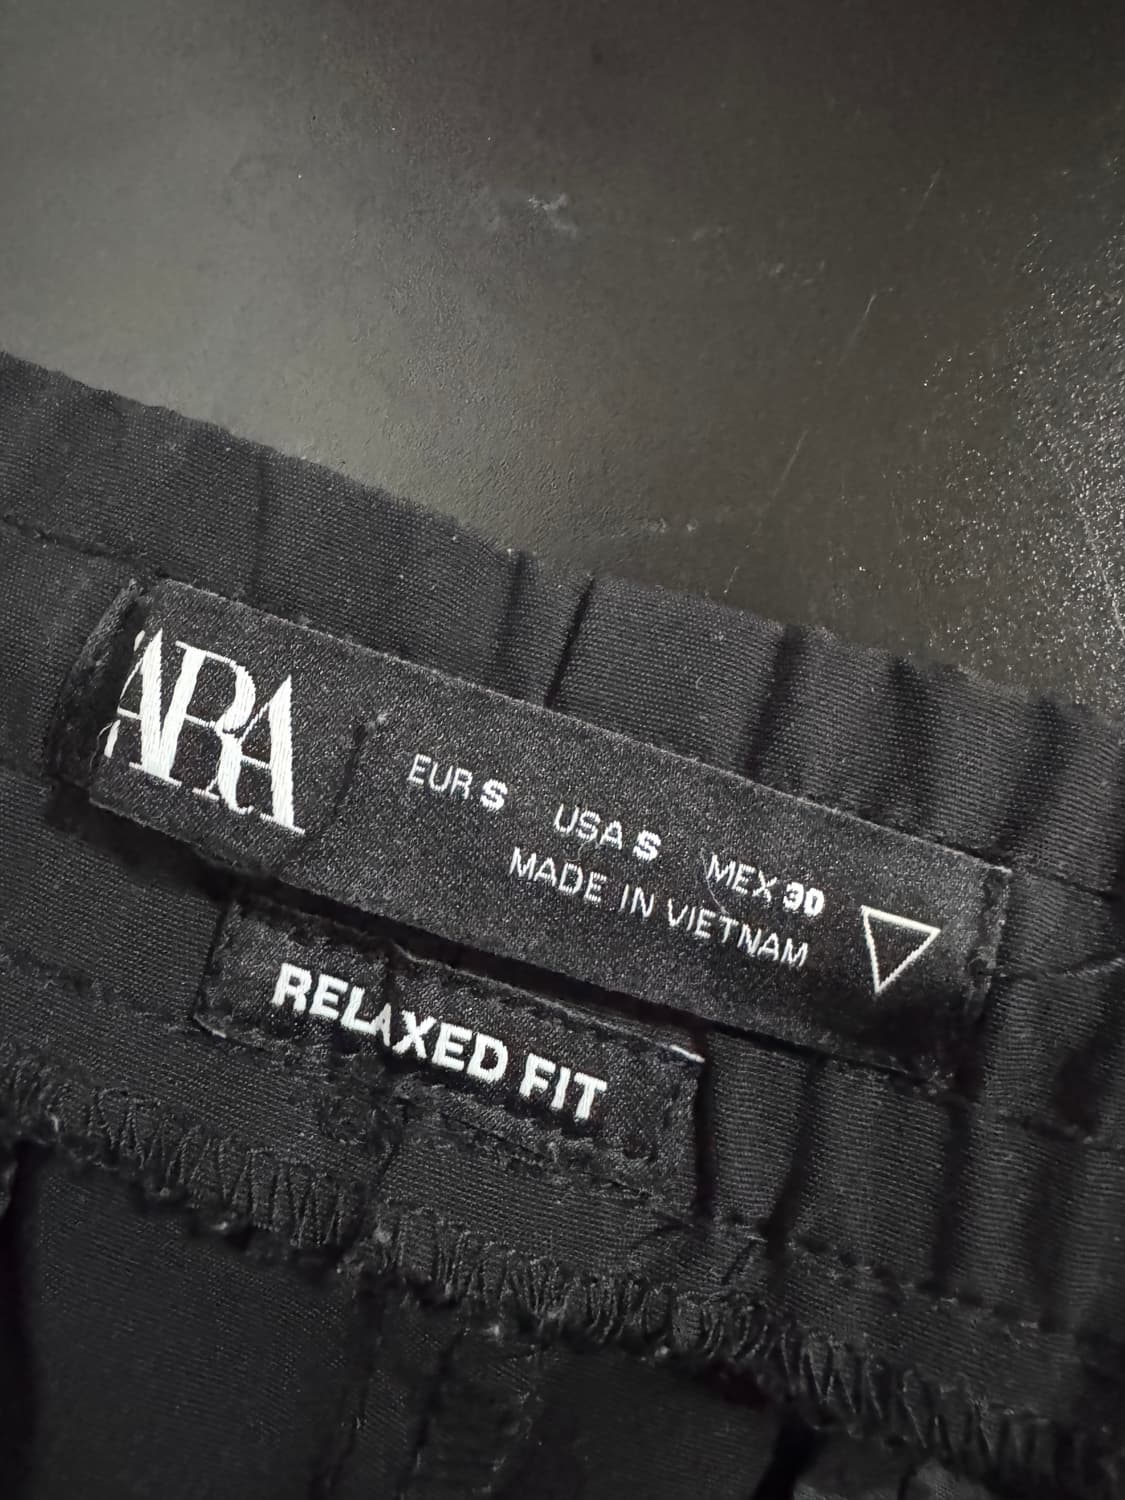 ZARA
EUR S USA S MEX 30
MADE IN VIETNAM
RELAXED FIT